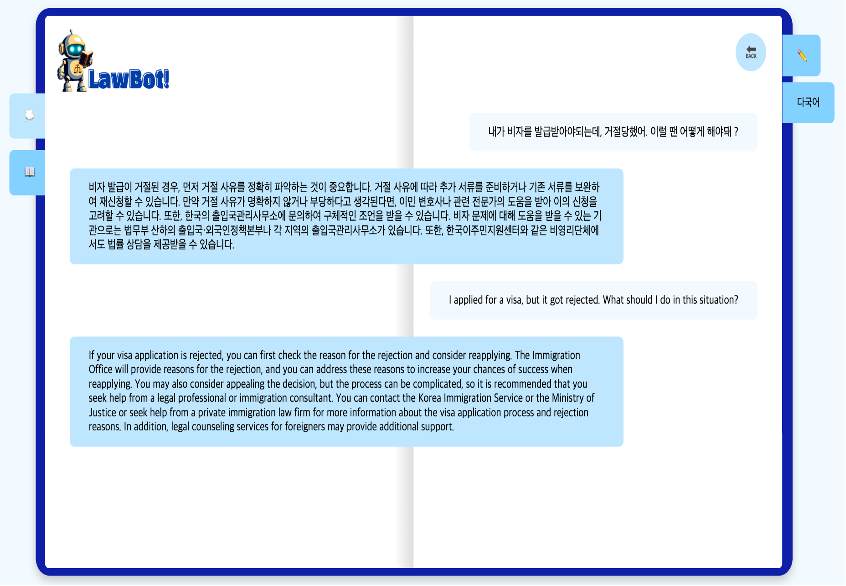 LawBot!
BACK
다국어
내가 비자를 발급받아야되는데, 거절당했어. 이럴 땐 어떻게 해야돼 ?
비자 발급이 거절된 경우, 먼저 거절 사유를 정확히 파악하는 것이 중요합니다. 거절 사유에 따라 추가 서류를 준비하거나 기존 서류를 보완하
여 재신청할 수 있습니다. 만약 거절 사유가 명확하지 않거나 부당하다고 생각된다면, 이민 변호사나 관련 전문가의 도움을 받아 이의 신청을
고려할 수 있습니다. 또한, 한국의 출입국관리사무소에 문의하여 구체적인 조언을 받을 수 있습니다. 비자 문제에 대해 도움을 받을 수 있는 기
관으로는 법무부 산하의 출입국·외국인정책본부나 각 지역의 출입국관리사무소가 있습니다. 또한, 한국이주민지원센터와 같은 비영리단체에
서도 법률 상담을 제공받을 수 있습니다.
I applied for a visa, but it got rejected. What should I do in this situation?
If your visa application is rejected, you can first check the reason for the rejection and consider reapplying. The Immigration
Office will provide reasons for the rejection, and you can address these reasons to increase your chances of success when
reapplying. You may also consider appealing the decision, but the process can be complicated, so it is recommended that you
seek help from a legal professional or immigration consultant. You can contact the Korea Immigration Service or the Ministry of
Justice or seek help from a private immigration law firm for more information about the visa application process and rejection
reasons. In addition, legal counseling services for foreigners may provide additional support.